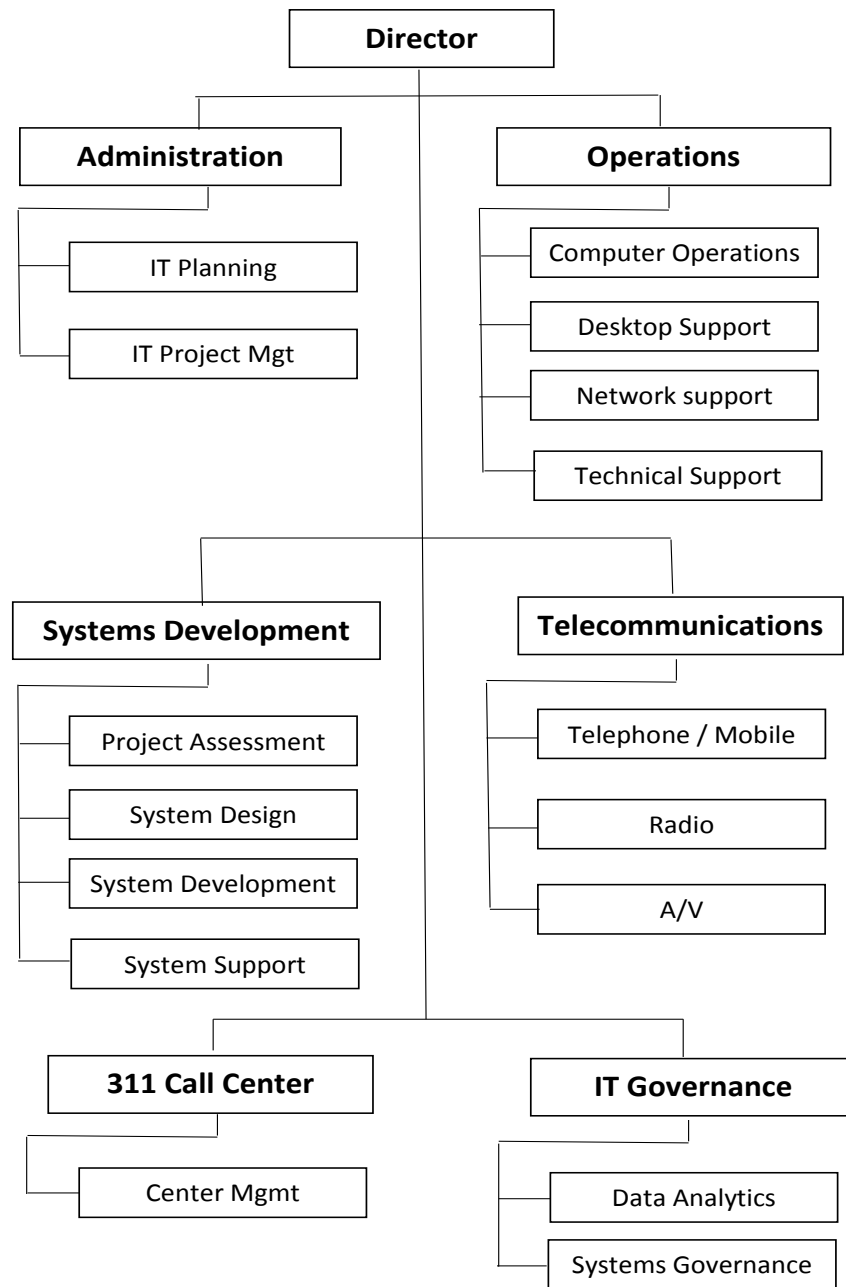 Director
Administration
IT Planning
IT Project Mgt
Operations
Computer Operations
Desktop Support
Network support
Technical Support
Systems Development
Project Assessment
System Design
System Development
System Support
Telecommunications
Telephone / Mobile
Radio
A/V
311 Call Center
Center Mgmt
IT Governance
Data Analytics
Systems Governance